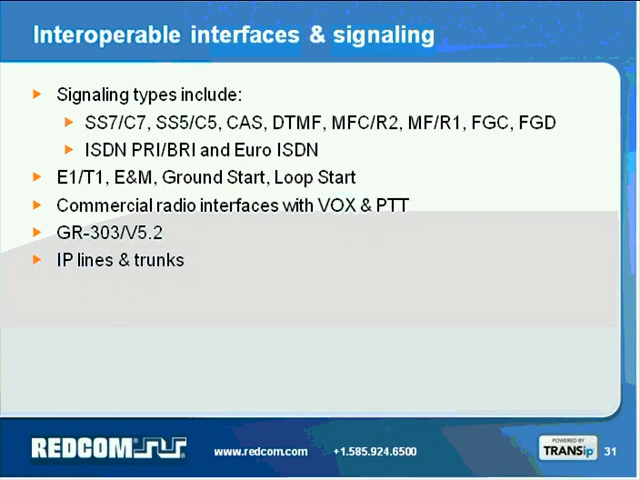 Interoperable interfaces & signaling
Signaling types include:
SS7/C7, SS5/C5, CAS, DTMF, MFC/R2, MF/R1, FGC, FGD
ISDN PRI/BRI and Euro ISDN
E1/T1, E&M, Ground Start, Loop Start
Commercial radio interfaces with VOX & PTT
GR-303/V5.2
IP lines & trunks
REDCOM
www.redcom.com
+1.585.924.6500
POWERED BY
TRANSip
31